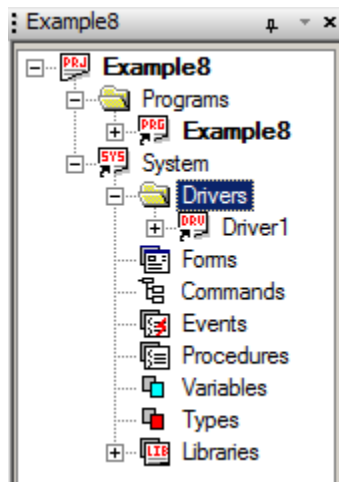 Example8
PRJ Example8
Programs
PRG Example8
SYS System
Drivers
DRV Driver1
Forms
Commands
Events
Procedures
Variables
Types
LIB Libraries